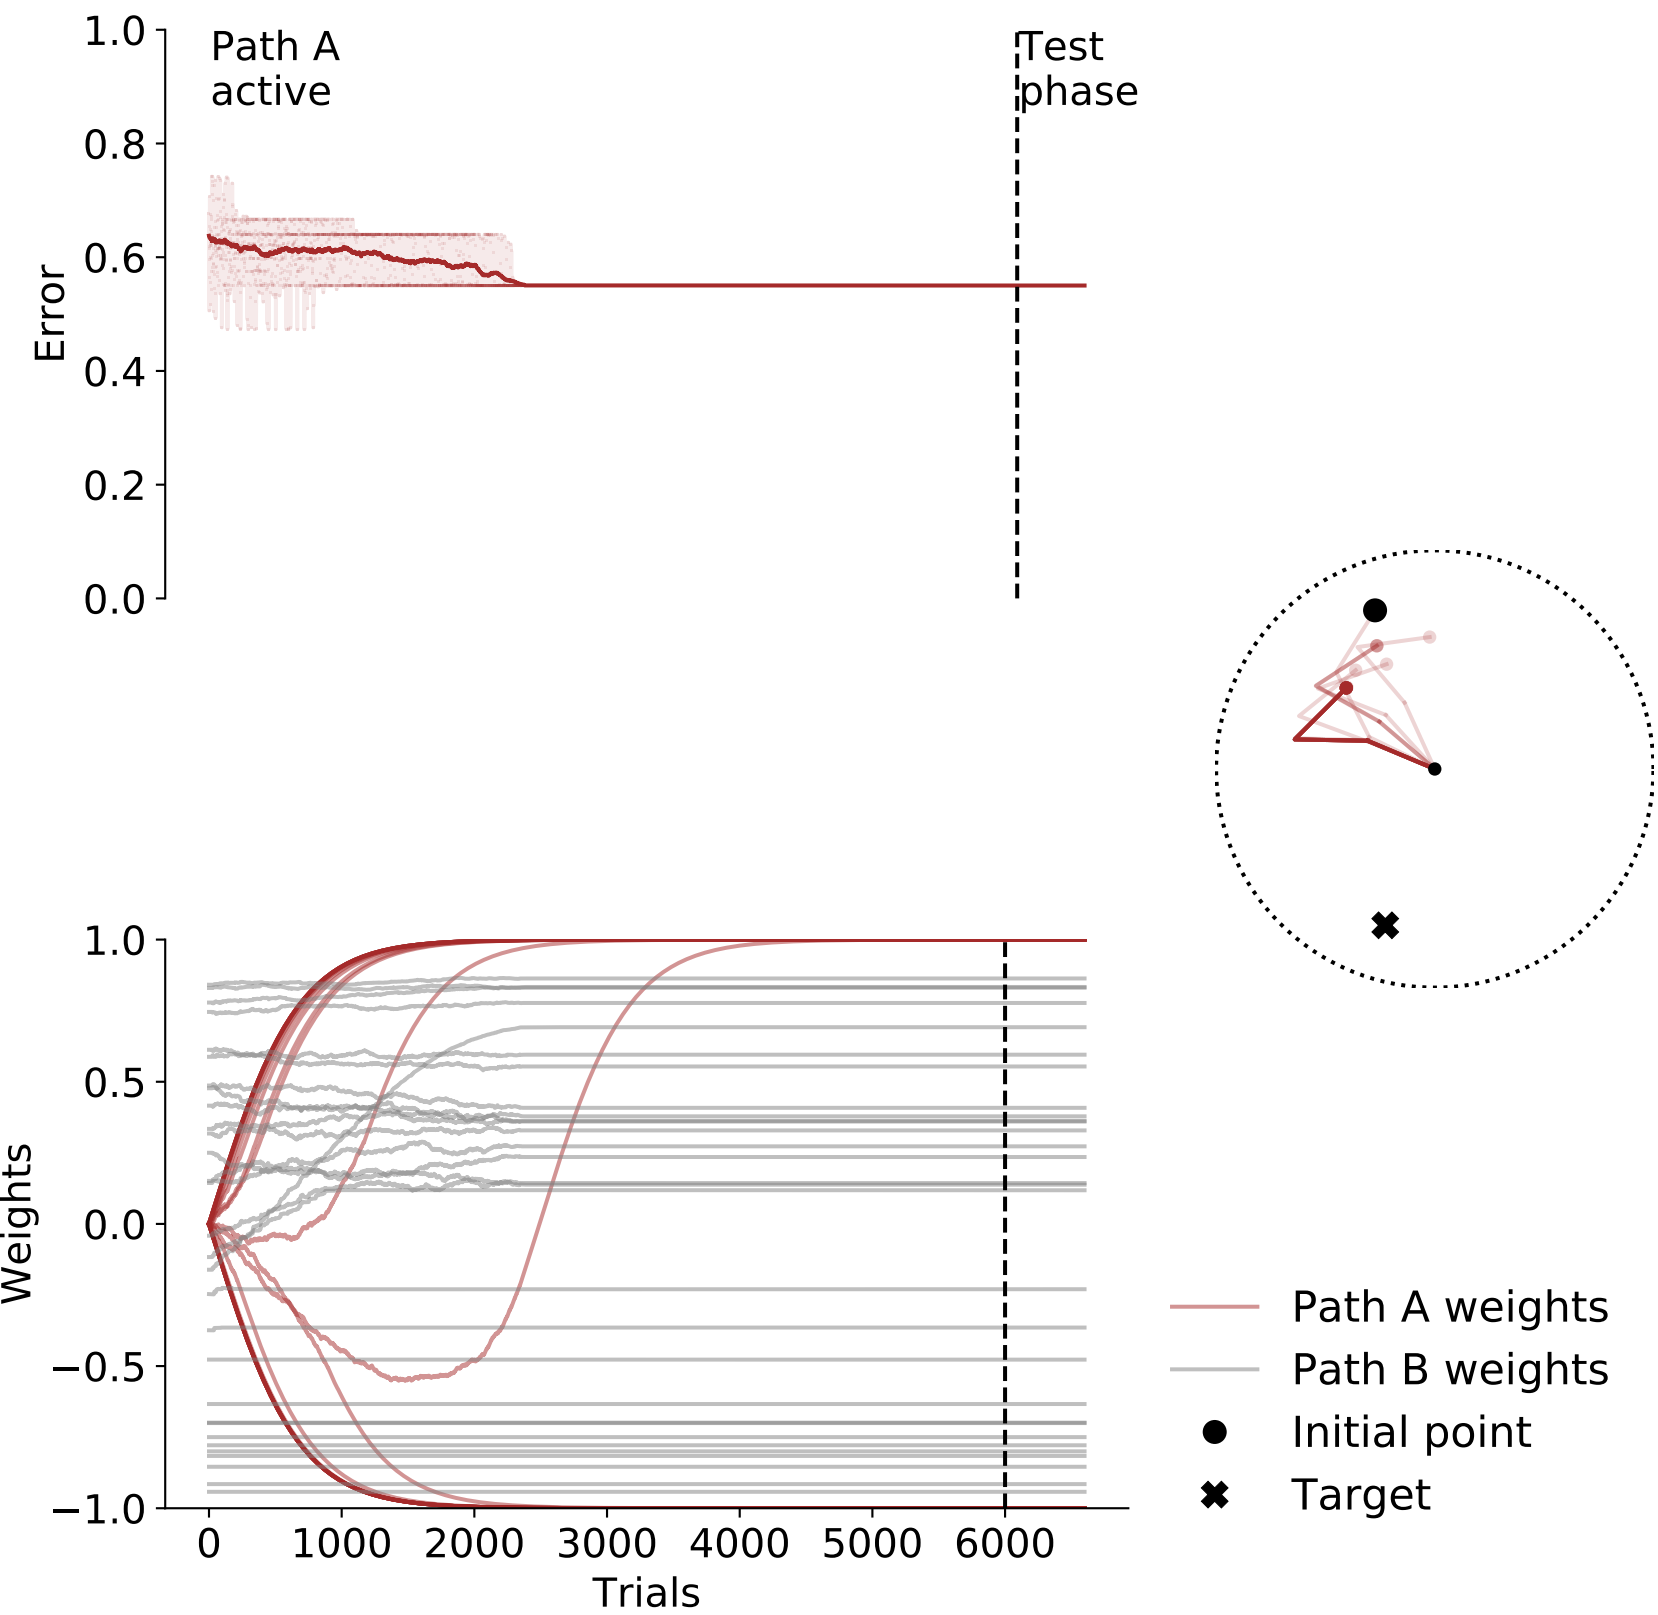 1.0
0.8
0.6
0.4
0.2
0.0
Error
Path A
active
Test
phase
1.0
0.5
0.0
−0.5
−1.0
Weights
0 1000 2000 3000 4000 5000 6000
Trials
Path A weights
Path B weights
Initial point
Target